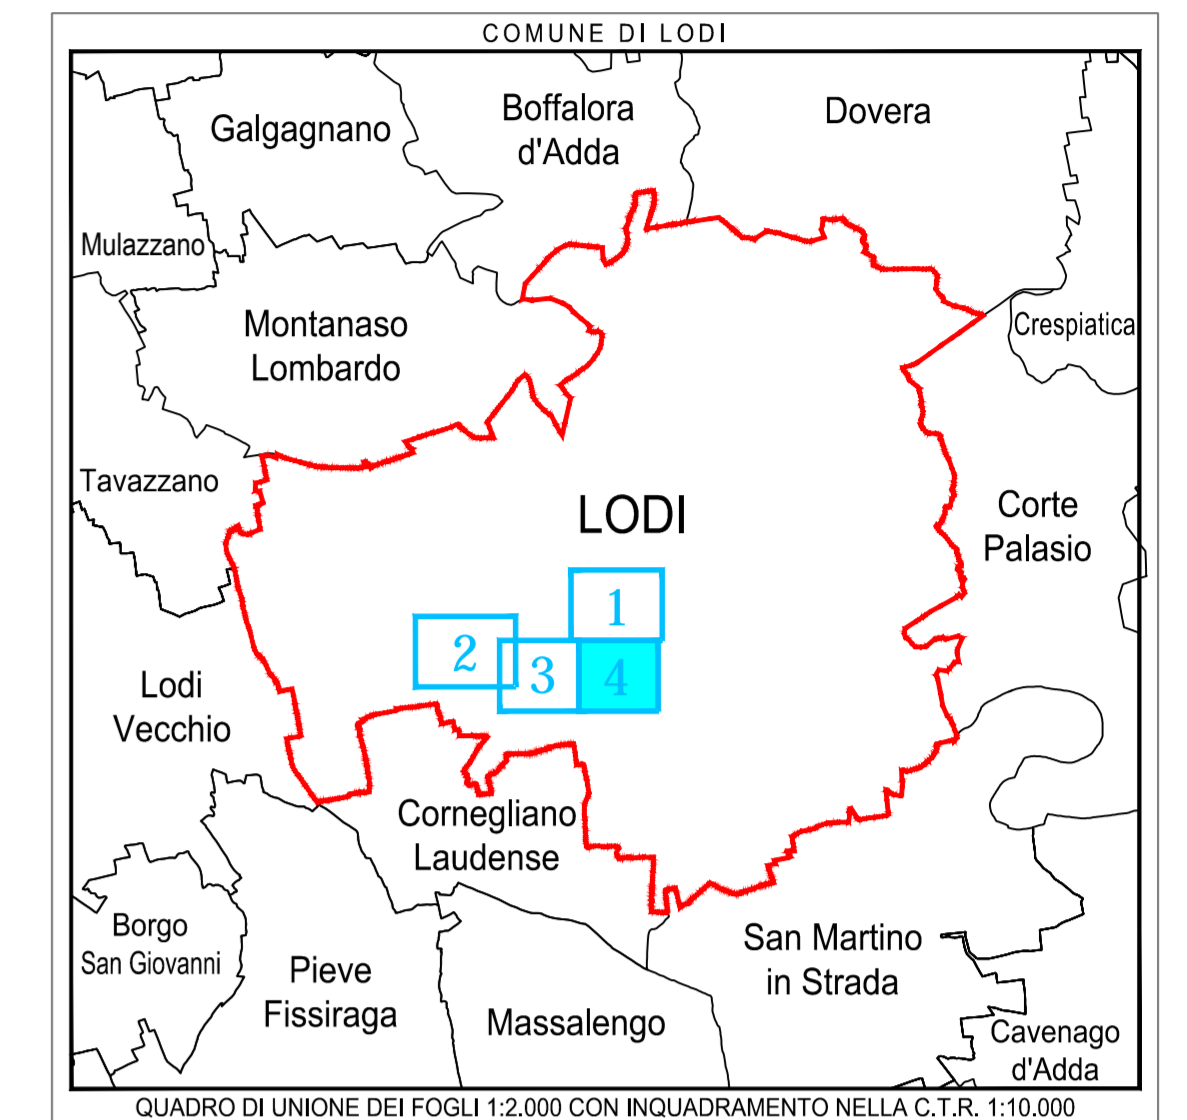 COMUNE DI LODI
Galgagnano
Boffalora
d'Adda
Dovera
Mulazzano
Montanaso
Lombardo
Crespiatica
Tavazzano
LODI
Corte
Palasio
1
2
3
4
Lodi
Vecchio
Cornegliano
Laudense
Borgo
San Giovanni
Pieve
Fissiraga
Massalengo
San Martino
in Strada
Cavenago
d'Adda
QUADRO DI UNIONE DEI FOGLI 1:2.000 CON INQUADRAMENTO NELLA C.T.R. 1:10.000